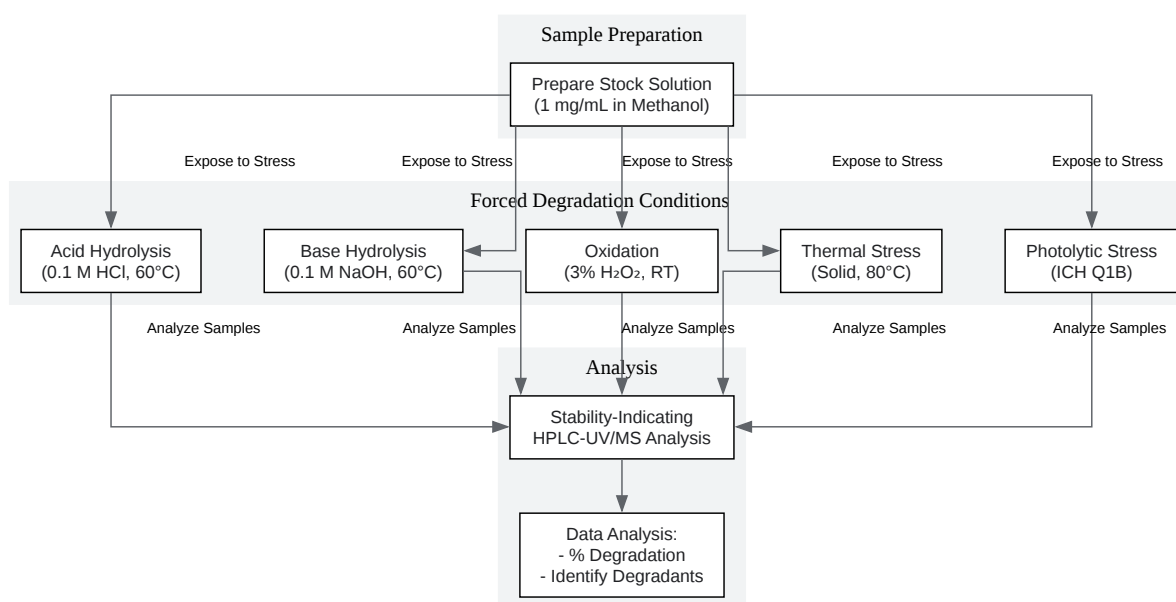 Sample Preparation
Prepare Stock Solution
(1 mg/mL in Methanol)
Expose to Stress
Expose to Stress
Expose to Stress
Expose to Stress
Expose to Stress
Forced Degradation Conditions
Acid Hydrolysis
(0.1 M HCl, 60°C)
Base Hydrolysis
(0.1 M NaOH, 60°C)
Oxidation
(3% H₂O₂, RT)
Thermal Stress
(Solid, 80°C)
Photolytic Stress
(ICH Q1B)
Analyze Samples
Analyze Samples
Analyze Samples
Analyze Samples
Analyze Samples
Analysis
Stability-Indicating
HPLC-UV/MS Analysis
Data Analysis:
- % Degradation
- Identify Degradants